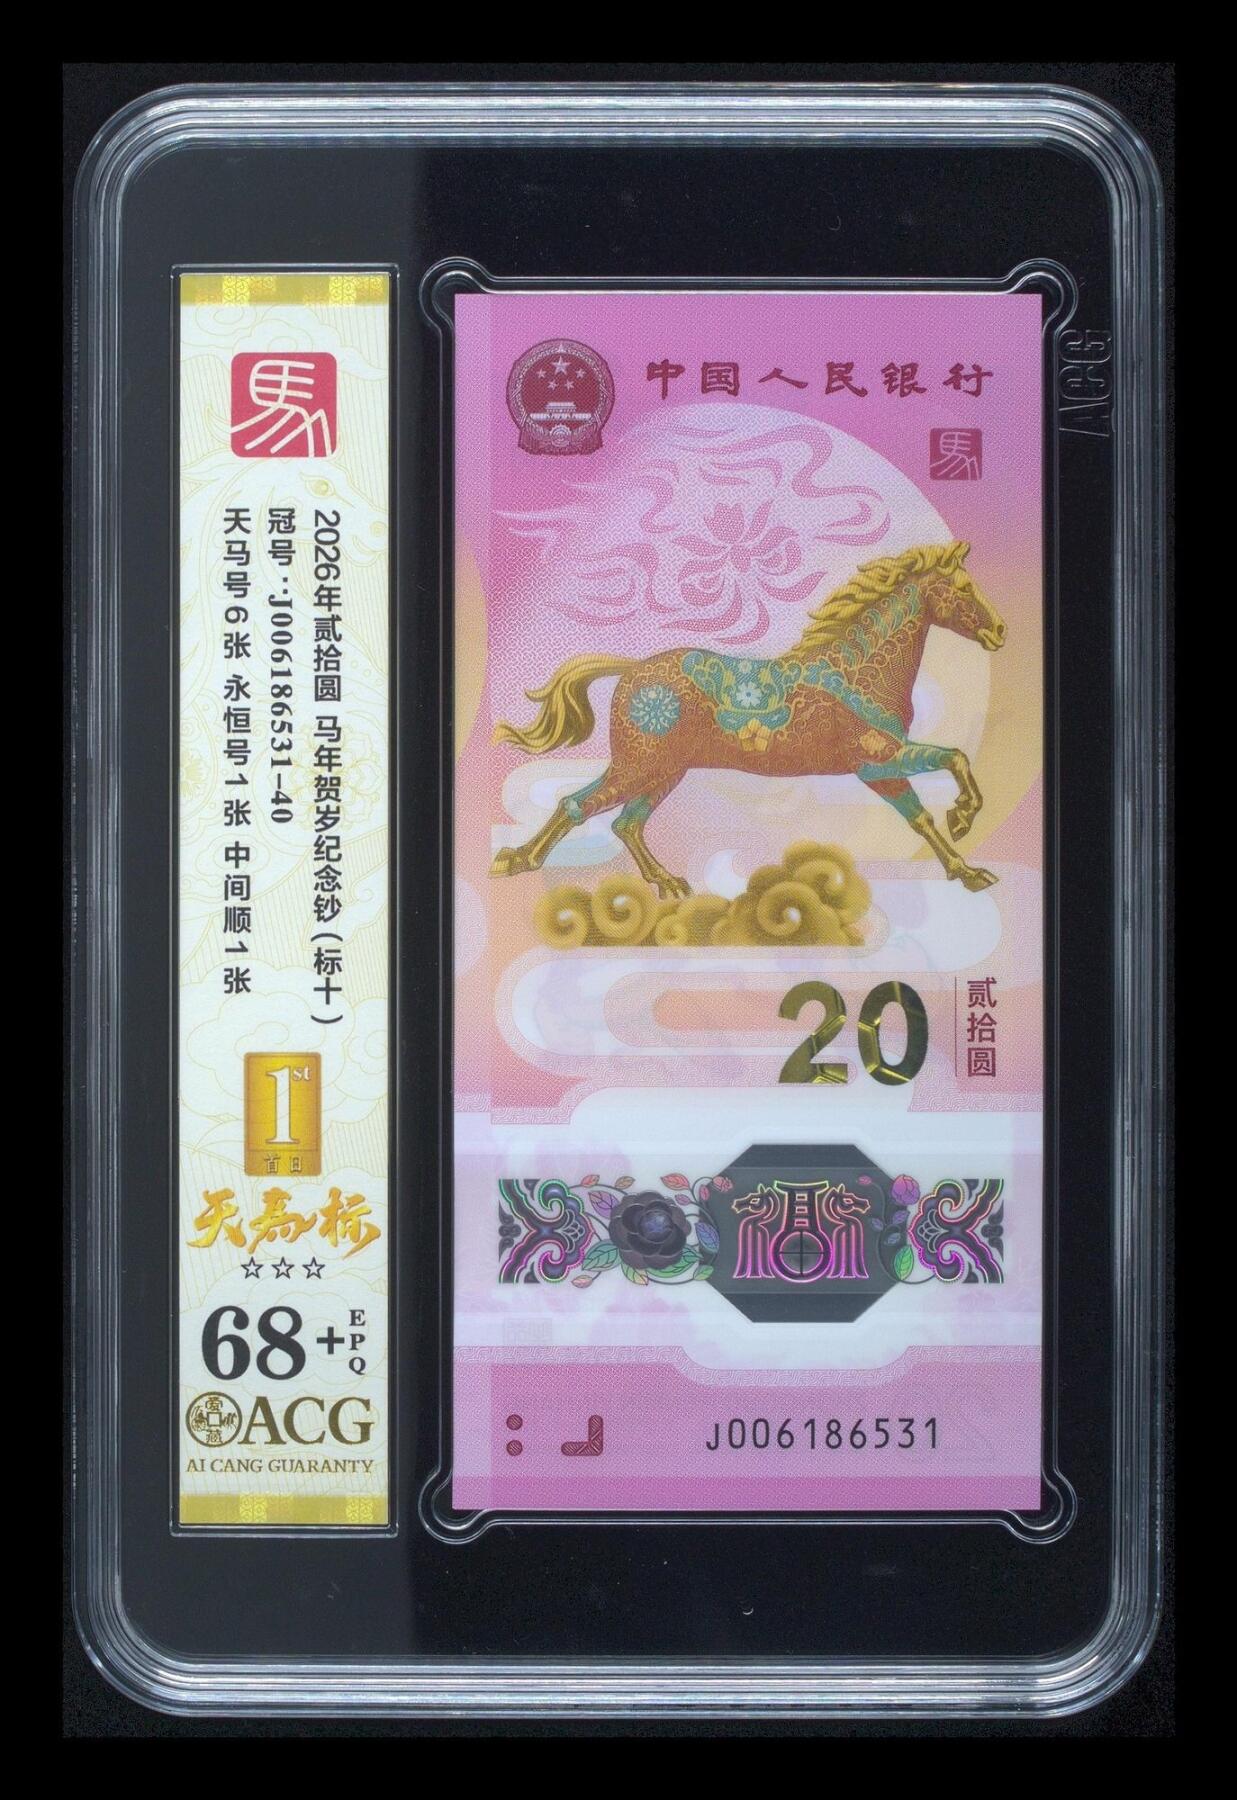 馬
2026年贰拾圆 马年贺岁纪念钞(标十)
冠号:J006186531-40
天马号6张 永恒号1张 中间顺1张
1st
首日
天马标
☆☆☆
68+EPQ
爱藏
ACG
AI CANG GUARANTY
中国人民银行
馬
20
贰拾圆
J006186531
ACG